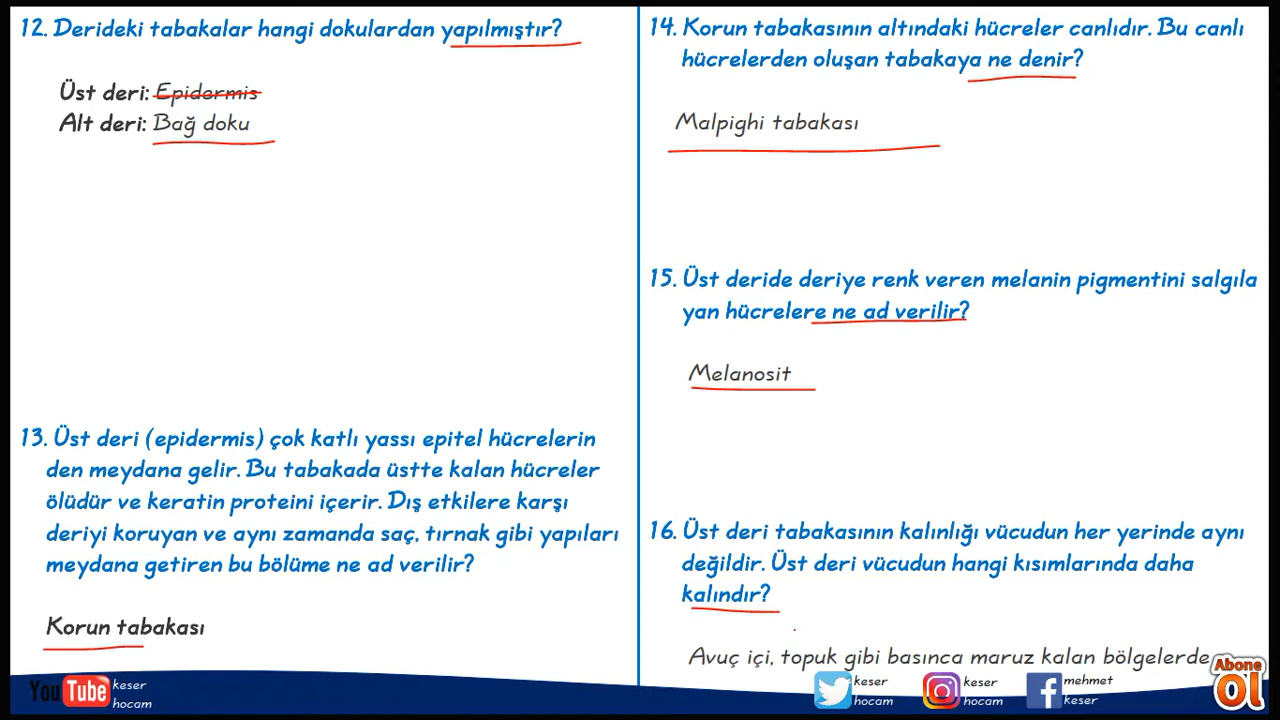 12. Derideki tabakalar hangi dokulardan yapılmıştır?
Üst deri: Epidermis
Alt deri: Bağ doku
13. Üst deri (epidermis) çok katlı yassı epitel hücrelerin
den meydana gelir. Bu tabakada üstte kalan hücreler
ölüdür ve keratin proteini içerir. Dış etkilere karşı
deriyi koruyan ve aynı zamanda saç, tırnak gibi yapıları
meydana getiren bu bölüme ne ad verilir?
Korun tabakası
14. Korun tabakasının altındaki hücreler canlıdır. Bu canlı
hücrelerden oluşan tabakaya ne denir?
Malpighi tabakası
15. Üst deride deriye renk veren melanin pigmentini salgıla
yan hücrelere ne ad verilir?
Melanosit
16. Üst deri tabakasının kalınlığı vücudun her yerinde aynı
değildir. Üst deri vücudun hangi kısımlarında daha
kalındır?
Avuç içi, topuk gibi basınca maruz kalan bölgelerde
YouTube keser
hocam
keser
hocam
keser
hocam
mehmet
keser
Abone
Ol